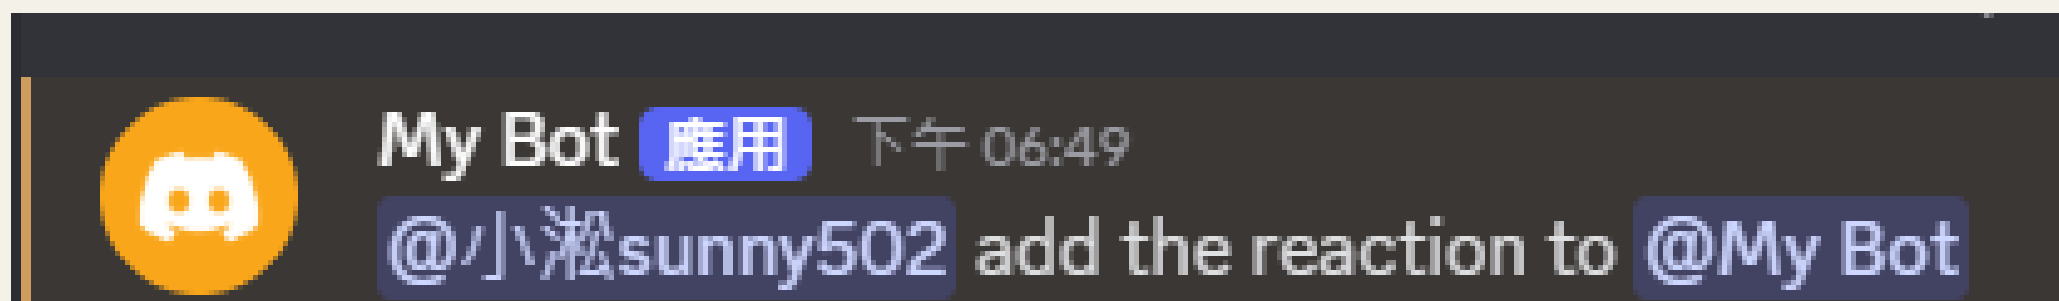 My Bot 應用 下午 06:49
@小淞sunny502 add the reaction to @My Bot